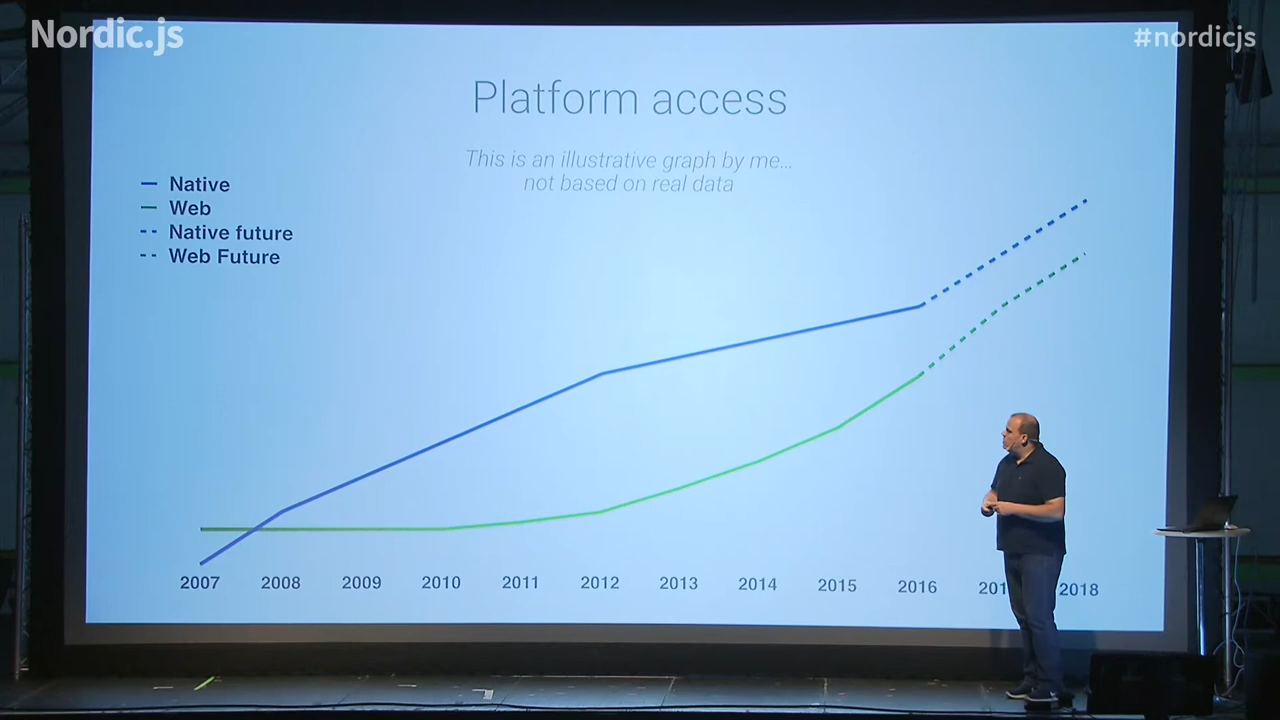 Nordic.js
#nordicjs
Platform access
This is an illustrative graph by me...
not based on real data
Native
Web
Native future
Web Future
2007
2008
2009
2010
2011
2012
2013
2014
2015
2016
2018